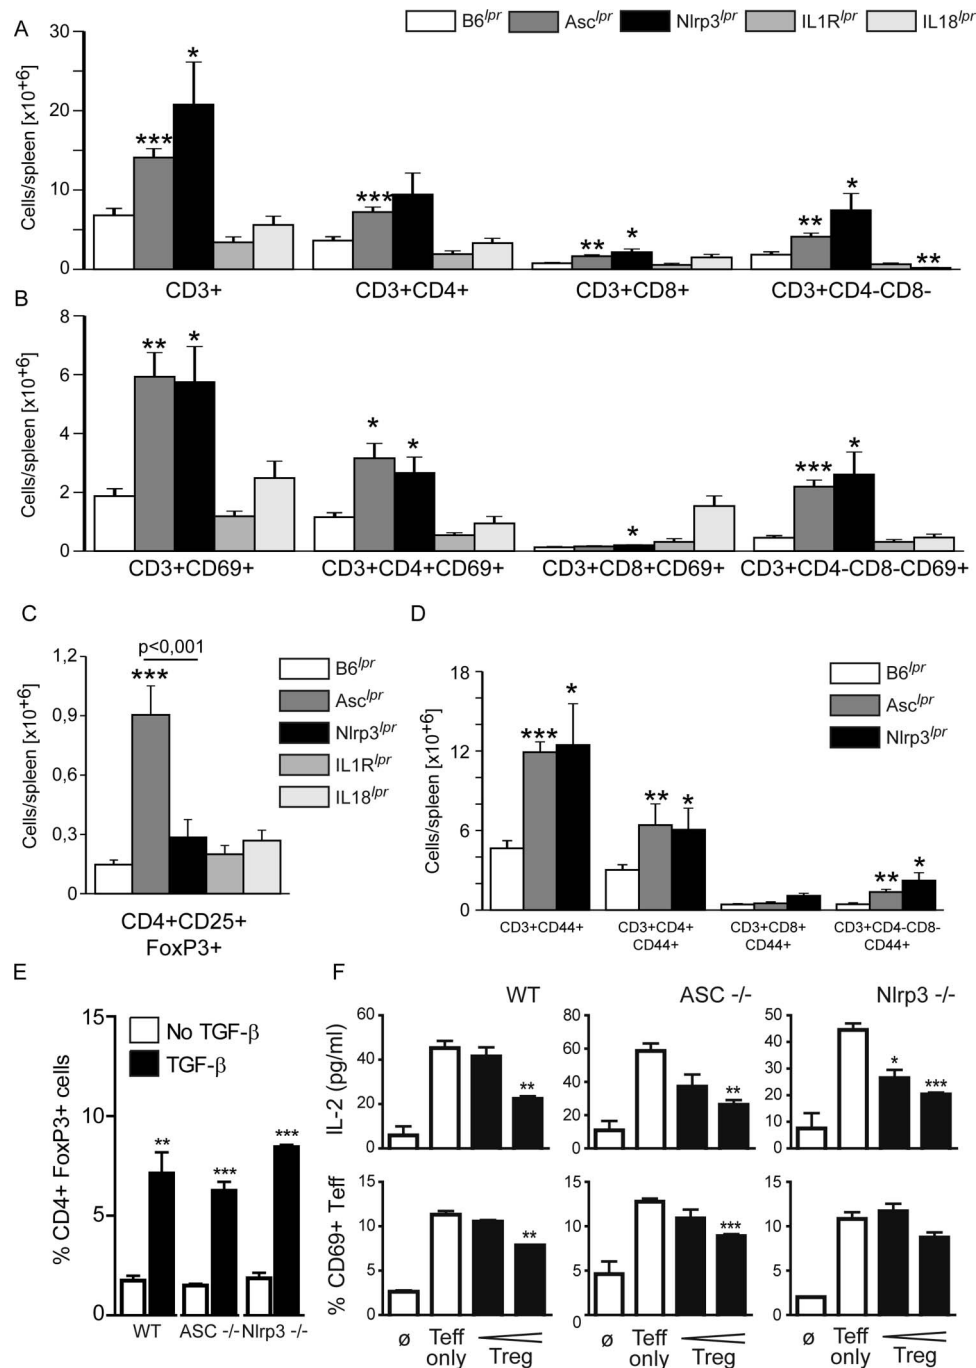 A
B6lpr Asclpr Nlrp3lpr IL1Rlpr IL18lpr
Cells/spleen [x10+6]
30
20
10
0
*** *
***
** *
** * **
CD3+ CD3+CD4+ CD3+CD8+ CD3+CD4-CD8-
B
Cells/spleen [x10+6]
8
6
4
2
0
** *
* *
*
*** *
CD3+CD69+ CD3+CD4+CD69+ CD3+CD8+CD69+ CD3+CD4-CD8-CD69+
C
p<0,001
***
Cells/spleen [x10+6]
1,2
0,9
0,6
0,3
0
B6lpr
Asclpr
Nlrp3lpr
IL1Rlpr
IL18lpr
CD4+CD25+
FoxP3+
D
Cells/spleen [x10+6]
18
12
6
0
B6lpr
Asclpr
Nlrp3lpr
*** *
** *
** *
CD3+CD44+ CD3+CD4+ CD3+CD8+ CD3+CD4-CD8-
CD44+ CD44+ CD44+
E
% CD4+ FoxP3+ cells
15
10
5
0
No TGF-β
TGF-β
** *** ***
WT ASC -/- Nlrp3 -/-
F
WT ASC -/- Nlrp3 -/-
IL-2 (pg/ml)
60
40
20
0
**
80
60
40
20
0
**
50
40
30
20
10
0
* ***
% CD69+ Teff
15
10
5
0
**
15
10
5
0
***
15
10
5
0
ø Teff only Treg
ø Teff only Treg
ø Teff only Treg